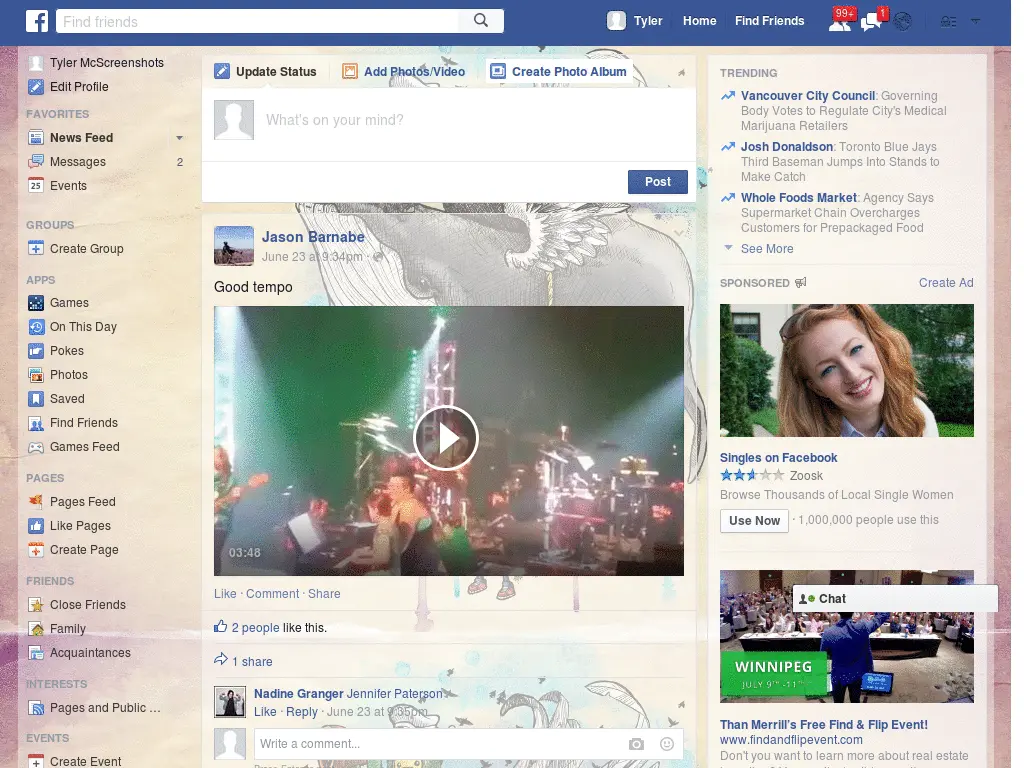 f
Find friends
Tyler
Home
Find Friends
99+
1
Tyler McScreenshots
Edit Profile
FAVORITES
News Feed
Messages 2
25 Events
GROUPS
Create Group
APPS
Games
On This Day
Pokes
Photos
Saved
Find Friends
Games Feed
PAGES
Pages Feed
Like Pages
Create Page
FRIENDS
Close Friends
Family
Acquaintances
INTERESTS
Pages and Public ...
EVENTS
Create Event
Update Status
Add Photos/Video
Create Photo Album
What's on your mind?
Post
Jason Barnabe
June 23 at 9:34pm ·
Good tempo
03:48
Like · Comment · Share
2 people like this.
1 share
Nadine Granger Jennifer Paterson
Like · Reply · June 23 at 9:35pm
Write a comment...
TRENDING
Vancouver City Council: Governing
Body Votes to Regulate City's Medical
Marijuana Retailers
Josh Donaldson: Toronto Blue Jays
Third Baseman Jumps Into Stands to
Make Catch
Whole Foods Market: Agency Says
Supermarket Chain Overcharges
Customers for Prepackaged Food
See More
SPONSORED
Create Ad
Singles on Facebook
Zoosk
Browse Thousands of Local Single Women
Use Now · 1,000,000 people use this
Chat
WINNIPEG
JULY 9TH -11TH
Than Merrill's Free Find & Flip Event!
www.findandflipevent.com
Don't you want to learn more about real estate